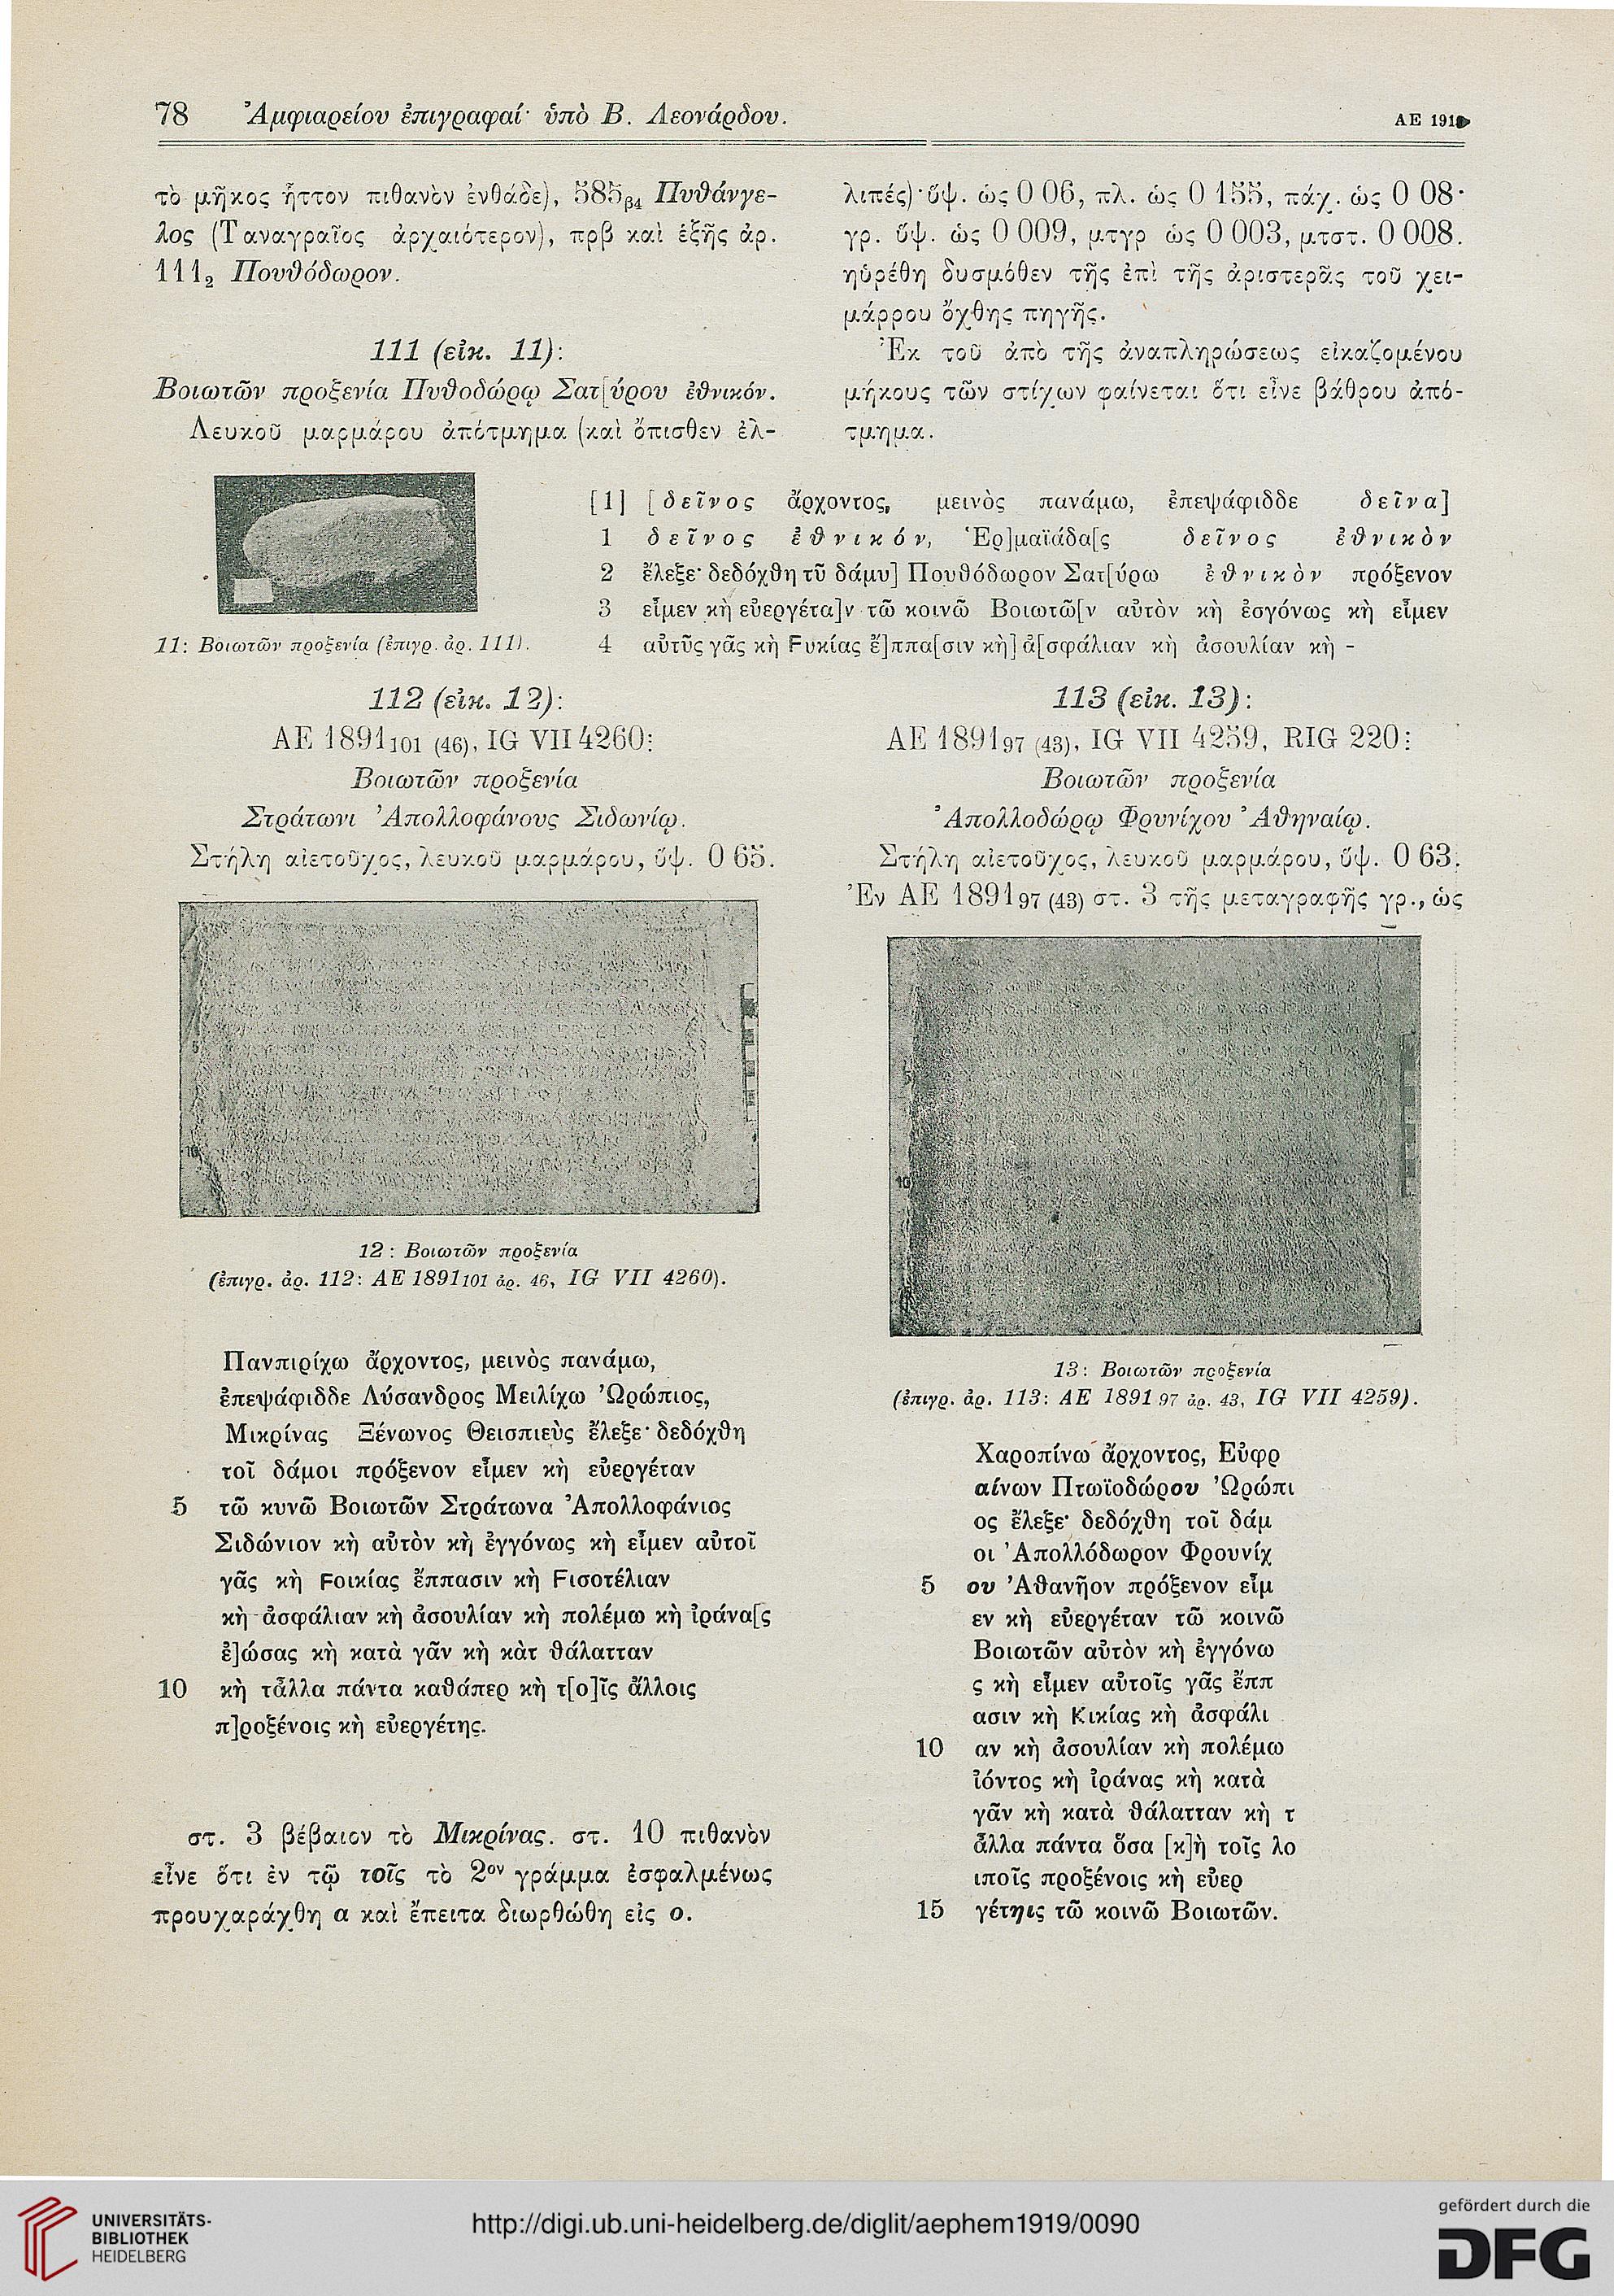 78 Ἀμφιαρείου ἐπιγραφαί· ὑπὸ Β. Λεονάρδου.
ΑΕ
τὸ μῆκος ἧττον πιθανὸν ἐνθάδε), 585β4 Πυθάνγε-
λος (Ταναγραῖος ἀρχαιότερον), πρβ καὶ ἑξῆς ἀρ.
111₂ Πουθόδωρον.
111 (εἰκ. 11):
Βοιωτῶν προξενία Πυθοδώρῳ Σατ[ύρου ἐθνικόν.
Λευκοῦ μαρμάρου ἀπότμημα (καὶ ὄπισθεν ἐλ-
λιπές)· ὕψ. ὡς 0 06, πλ. ὡς 0 155, πάχ. ὡς 0 08·
γρ. ὕψ. ὡς 0 009, μτγρ ὡς 0 003, μτστ. 0 008.
ηὑρέθη δυσμόθεν τῆς ἐπὶ τῆς ἀριστερᾶς τοῦ χει-
μάρρου ὄχθης πηγῆς.
Ἐκ τοῦ ἀπὸ τῆς ἀναπληρώσεως εἰκαζομένου
μήκους τῶν στίχων φαίνεται ὅτι εἶνε βάθρου ἀπό-
τμημα.
11: Βοιωτῶν προξενία (ἐπιγρ. ἀρ. 111).
[1] [δεῖνος ἄρχοντος, μεινὸς πανάμω, ἐπεψάφιδδε δεῖνα]
1 δεῖνος ἐθνικόν, Ἑρ]μαϊάδα[ς δεῖνος ἐθνικὸν
2 ἔλεξε· δεδόχθη τῦ δάμυ] Πουθόδωρον Σατ[ύρω ἐθνικὸν πρόξενον
3 εἶμεν κὴ εὐεργέτα]ν τῶ κοινῶ Βοιωτῶ[ν αὐτὸν κὴ ἐσγόνως κὴ εἶμεν
4 αὐτῦς γᾶς κὴ Ϝυκίας ἔ]ππα[σιν κὴ] ἀ[σφάλιαν κὴ ἀσουλίαν κὴ -
112 (εἰκ. 12):
ΑΕ 1891101 (46), IG VII 4260:
Βοιωτῶν προξενία
Στράτωνι Ἀπολλοφάνους Σιδωνίῳ.
Στήλη αἰετοῦχος, λευκοῦ μαρμάρου, ὕψ. 0 65.
5
10
12 : Βοιωτῶν προξενία
(ἐπιγρ. ἀρ. 112: ΑΕ 1891101 ἀρ. 46, IG VII 4260).
Πανπιρίχω ἄρχοντος, μεινὸς πανάμω,
ἐπεψάφιδδε Λύσανδρος Μειλίχω Ὠρώπιος,
Μικρίνας Ξένωνος Θεισπιεὺς ἔλεξε· δεδόχθη
τοῖ δάμοι πρόξενον εἶμεν κὴ εὐεργέταν
5 τῶ κυνῶ Βοιωτῶν Στράτωνα Ἀπολλοφάνιος
Σιδώνιον κὴ αὐτὸν κὴ ἐγγόνως κὴ εἶμεν αὐτοῖ
γᾶς κὴ Ϝοικίας ἔππασιν κὴ Ϝισοτέλιαν
κὴ ἀσφάλιαν κὴ ἀσουλίαν κὴ πολέμω κὴ ἰράνα[ς
ἐ]ώσας κὴ κατὰ γᾶν κὴ κὰτ θάλατταν
10 κὴ τἆλλα πάντα καθάπερ κὴ τ[ο]ῖς ἄλλοις
π]ροξένοις κὴ εὐεργέτης.
στ. 3 βέβαιον τὸ Μικρίνας. στ. 10 πιθανὸν
εἶνε ὅτι ἐν τῷ τοῖς τὸ 2ον γράμμα ἐσφαλμένως
προυχαράχθη α καὶ ἔπειτα διωρθώθη εἰς ο.
113 (εἰκ. 13):
ΑΕ 189197 (43), IG VII 4259, RIG 220:
Βοιωτῶν προξενία
Ἀπολλοδώρῳ Φρυνίχου Ἀθηναίῳ.
Στήλη αἰετοῦχος, λευκοῦ μαρμάρου, ὕψ. 0 63.
Ἐν ΑΕ 189197 (43) στ. 3 τῆς μεταγραφῆς γρ., ὡς
10
13 : Βοιωτῶν προξενία
(ἐπιγρ. ἀρ. 113: ΑΕ 1891 97 ἀρ. 43, IG VII 4259).
Χαροπίνω ἄρχοντος, Εὐφρ
αίνων Πτωϊοδώρου Ὠρώπι
ος ἔλεξε· δεδόχθη τοῖ δάμ
οι Ἀπολλόδωρον Φρουνίχ
5 ου Ἀθανῆον πρόξενον εἶμ
εν κὴ εὐεργέταν τῶ κοινῶ
Βοιωτῶν αὐτὸν κὴ ἐγγόνω
ς κὴ εἶμεν αὐτοῖς γᾶς ἔππ
ασιν κὴ Ϝικίας κὴ ἀσφάλι
10 αν κὴ ἀσουλίαν κὴ πολέμω
ἰόντος κὴ ἰράνας κὴ κατὰ
γᾶν κὴ κατὰ θάλατταν κὴ τ
ἆλλα πάντα ὅσα [κ]ὴ τοῖς λο
ιποῖς προξένοις κὴ εὐερ
15 γέτηις τῶ κοινῶ Βοιωτῶν.
UNIVERSITÄTS-
BIBLIOTHEK
HEIDELBERG
http://digi.ub.uni-heidelberg.de/diglit/aephem1919/0090
gefördert durch die
DFG